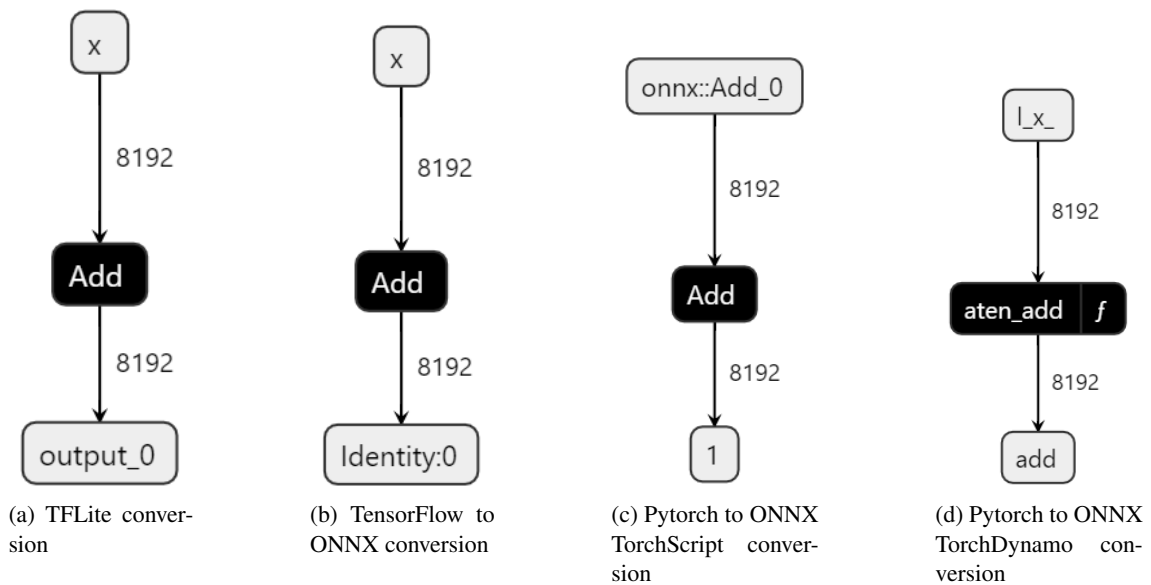 x
8192
Add
8192
output_0
(a) TFLite conver-
sion
x
8192
Add
8192
Identity:0
(b) TensorFlow to
ONNX conversion
onnx::Add_0
8192
Add
8192
1
(c) Pytorch to ONNX
TorchScript conver-
sion
l_x_
8192
aten_add f
8192
add
(d) Pytorch to ONNX
TorchDynamo con-
version